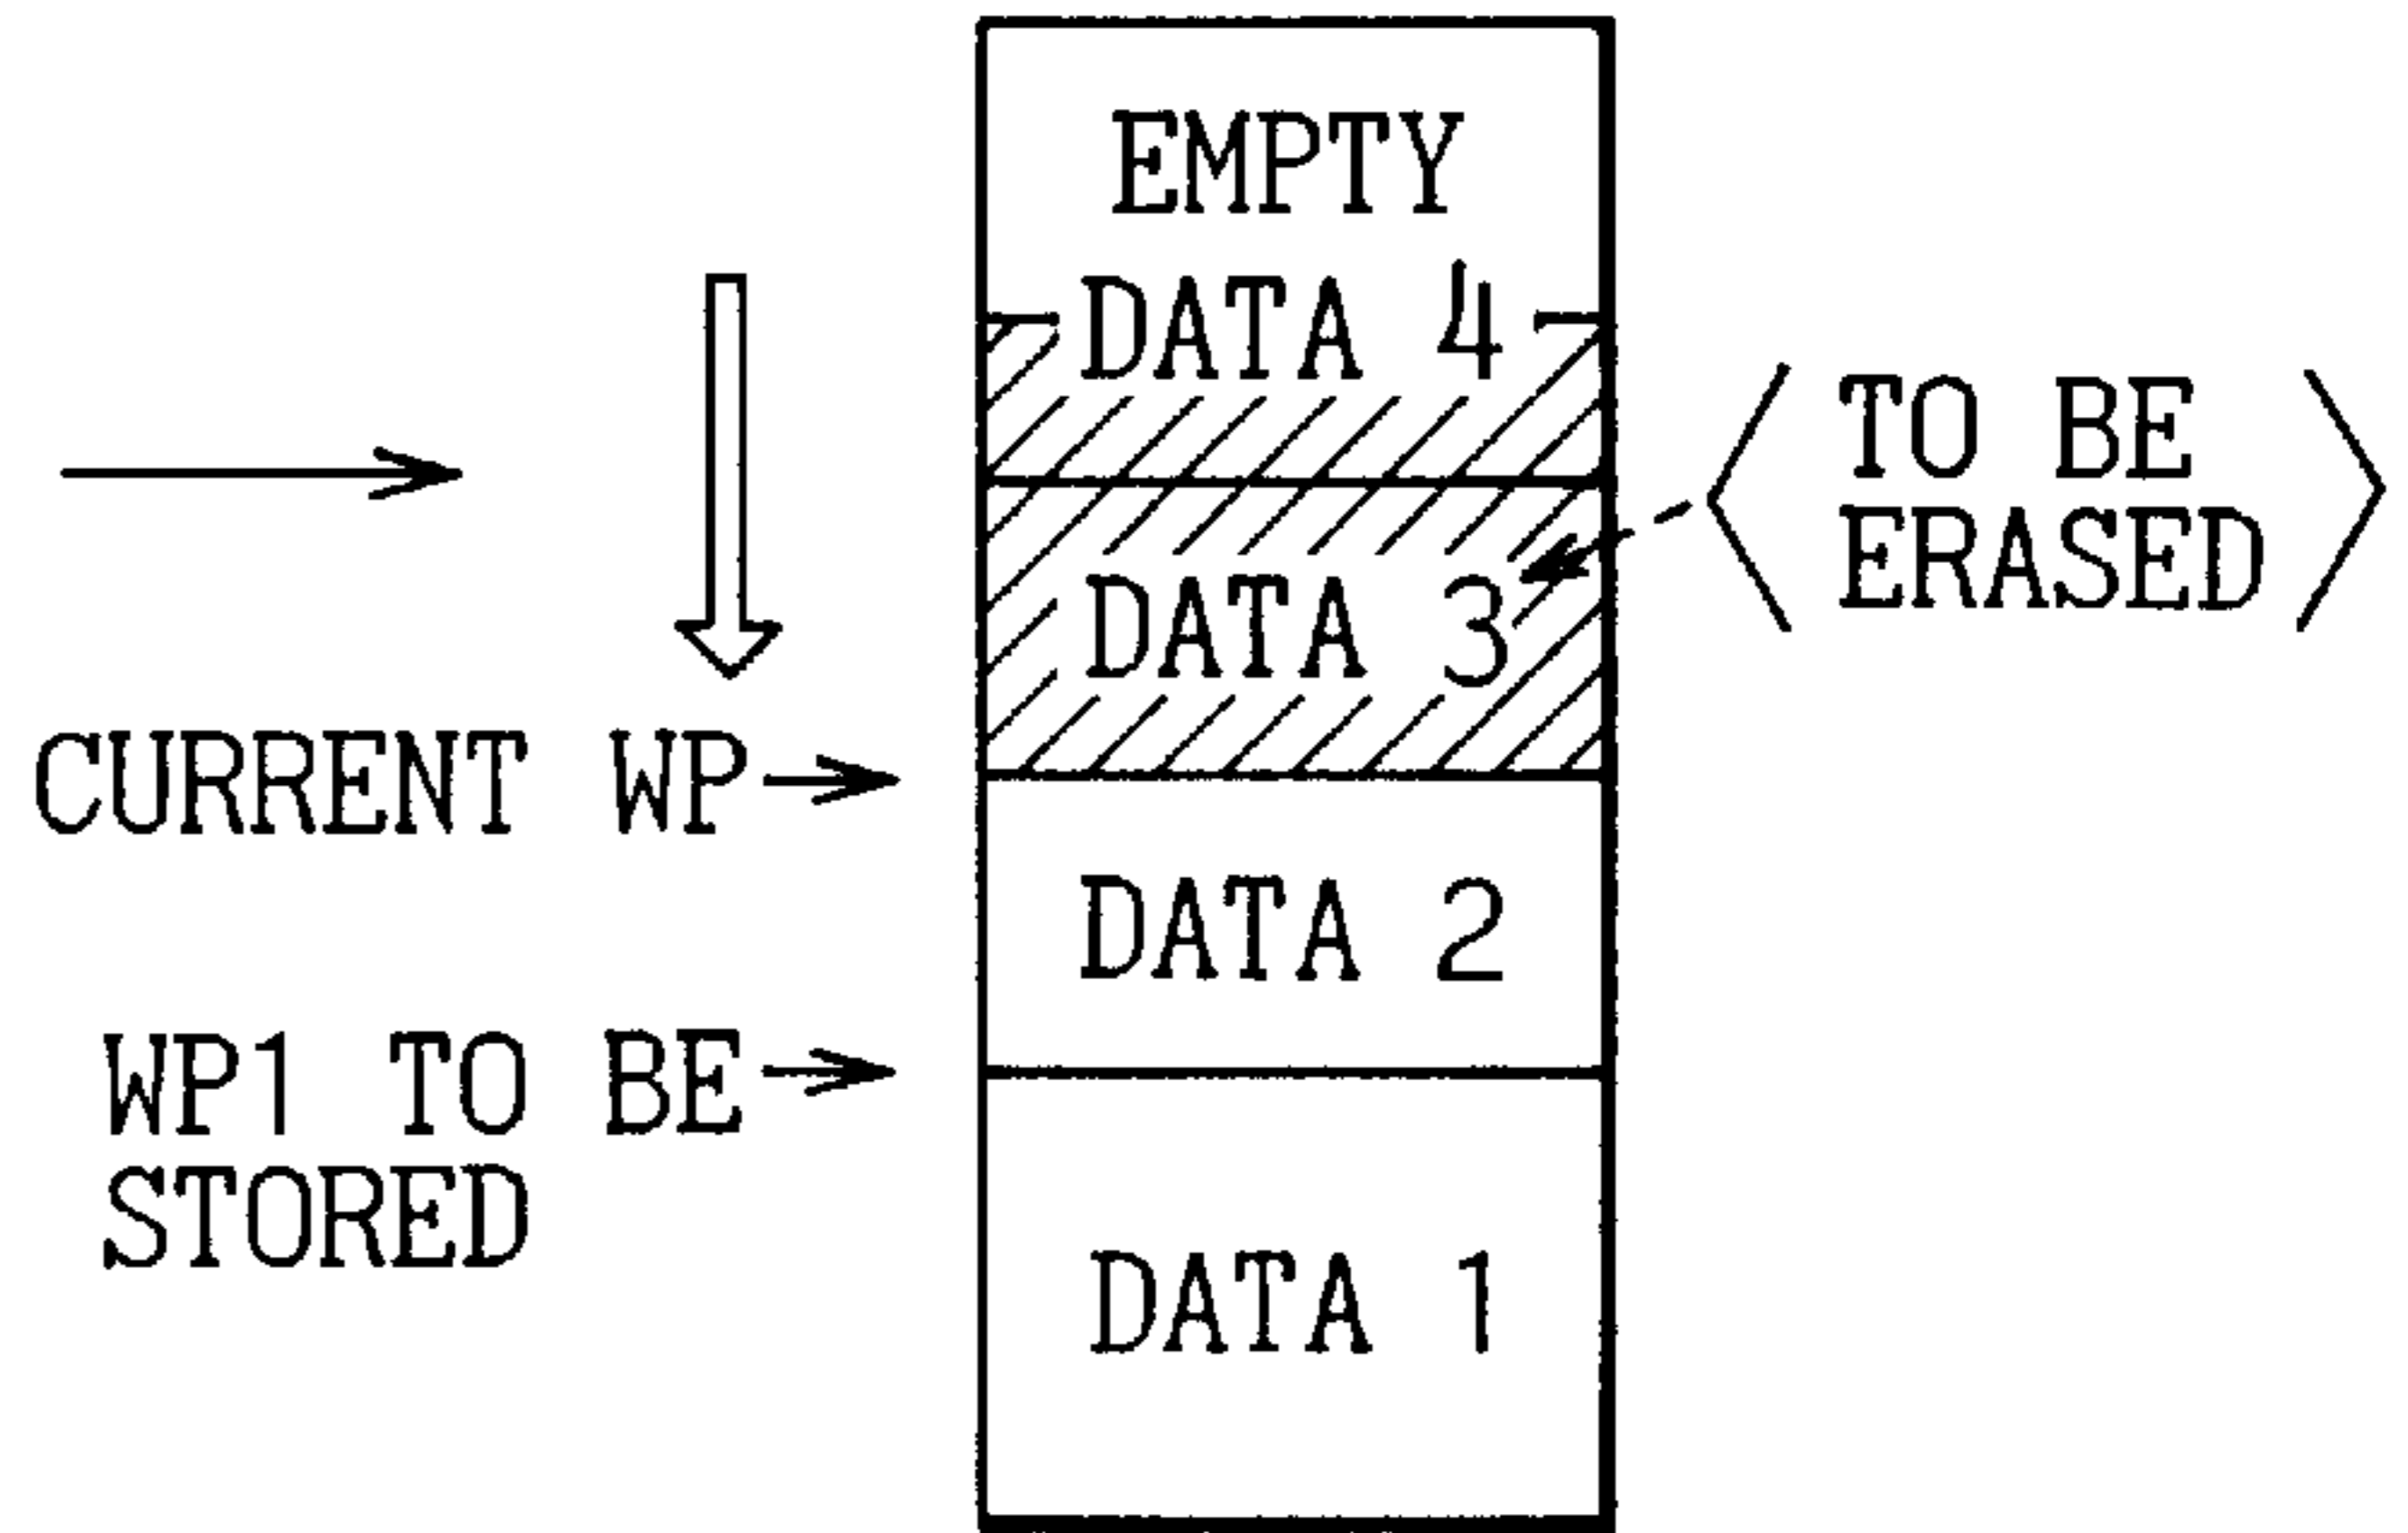 EMPTY
DATA 4
TO BE
ERASED
DATA 3
CURRENT WP
DATA 2
WP1 TO BE
STORED
DATA 1